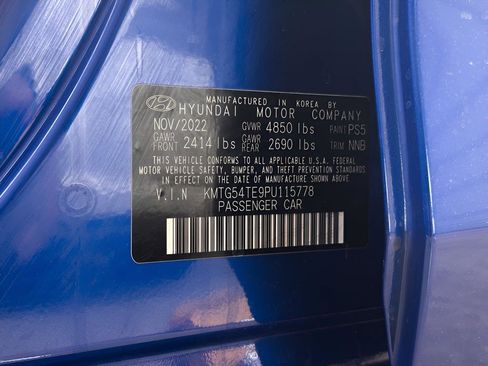 MANUFACTURED IN KOREA BY
HYUNDAI MOTOR COMPANY
NOV/2022 GVWR 4850 lbs PAINT PS5
GAWR FRONT 2414 lbs GAWR REAR 2690 lbs TRIM NNB
THIS VEHICLE CONFORMS TO ALL APPLICABLE U.S.A. FEDERAL
MOTOR VEHICLE SAFETY, BUMPER, AND THEFT PREVENTION
STANDARDS IN EFFECT ON THE DATE OF MANUFACTURE SHOWN ABOVE.
V.I.N KMTG54TE9PU115778
PASSENGER CAR